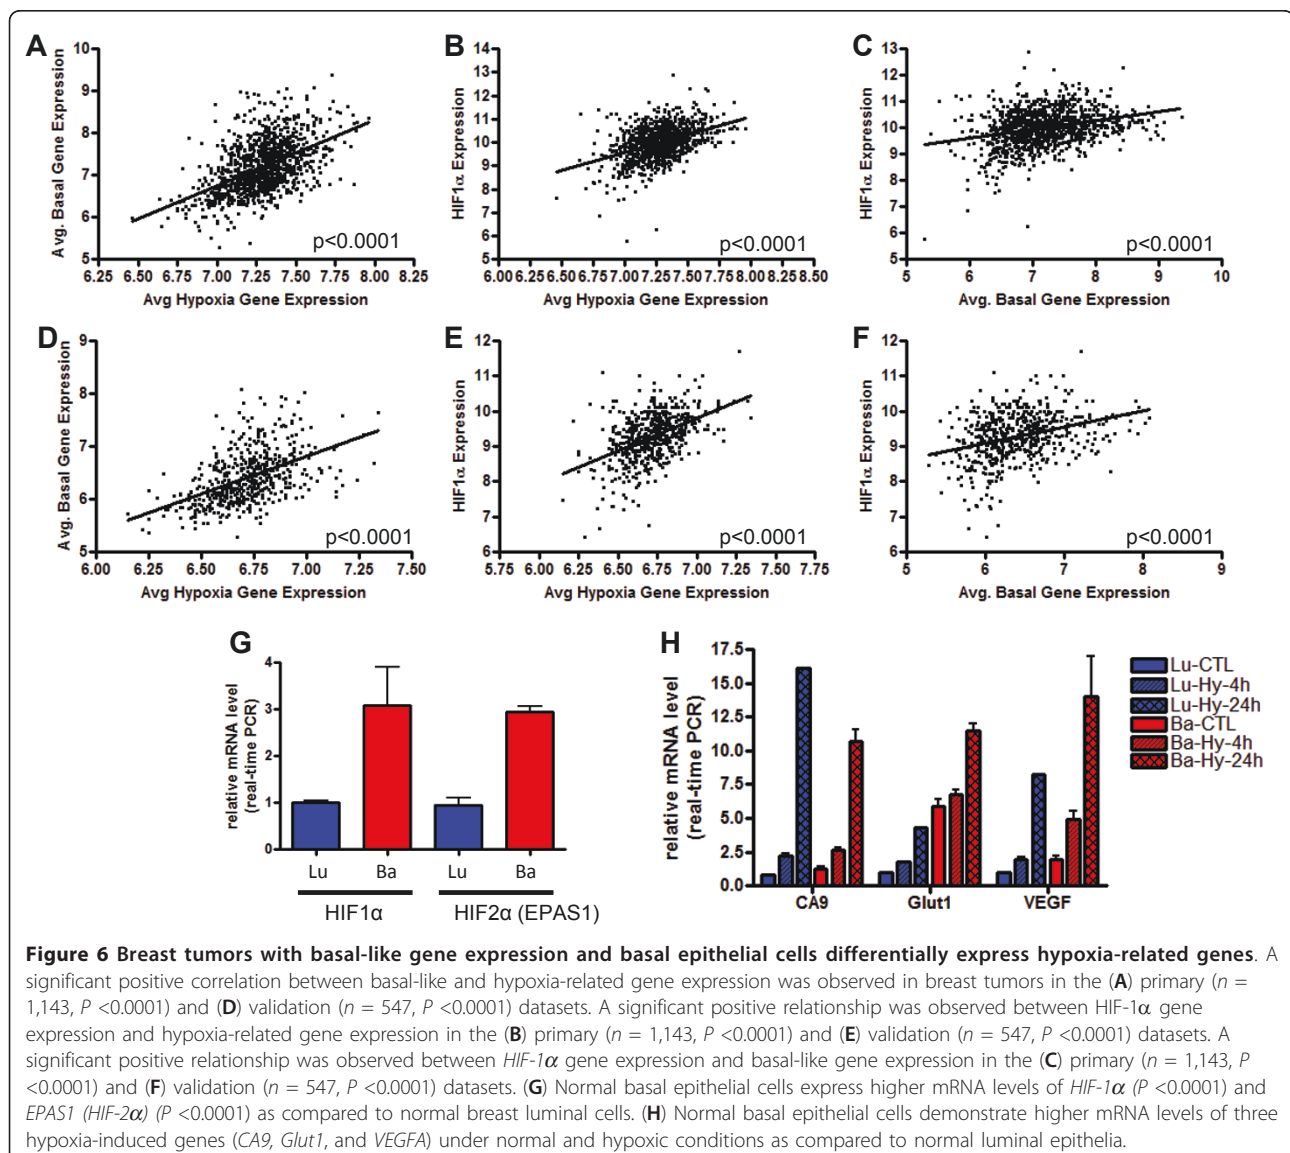 A
10
9
8
7
6
5
Avg. Basal Gene Expression
6.25 6.50 6.75 7.00 7.25 7.50 7.75 8.00 8.25
Avg Hypoxia Gene Expression
p<0.0001
B
14
13
12
11
10
9
8
7
6
5
HIF1α Expression
6.00 6.25 6.50 6.75 7.00 7.25 7.50 7.75 8.00 8.25 8.50
Avg Hypoxia Gene Expression
p<0.0001
C
13
12
11
10
9
8
7
6
5
HIF1α Expression
5 6 7 8 9 10
Avg. Basal Gene Expression
p<0.0001
D
9
8
7
6
5
Avg. Basal Gene Expression
6.00 6.25 6.50 6.75 7.00 7.25 7.50
Avg Hypoxia Gene Expression
p<0.0001
E
12
11
10
9
8
7
6
HIF1α Expression
5.75 6.00 6.25 6.50 6.75 7.00 7.25 7.50 7.75
Avg Hypoxia Gene Expression
p<0.0001
F
12
11
10
9
8
7
6
HIF1α Expression
5 6 7 8 9
Avg. Basal Gene Expression
p<0.0001
G
4
3
2
1
0
relative mRNA level
(real-time PCR)
Lu Ba Lu Ba
HIF1α HIF2α (EPAS1)
H
17.5
15.0
12.5
10.0
7.5
5.0
2.5
0.0
relative mRNA level
(real-time PCR)
CA9 Glut1 VEGF
Lu-CTL
Lu-Hy-4h
Lu-Hy-24h
Ba-CTL
Ba-Hy-4h
Ba-Hy-24h
Figure 6 Breast tumors with basal-like gene expression and basal epithelial cells differentially express hypoxia-related genes. A
significant positive correlation between basal-like and hypoxia-related gene expression was observed in breast tumors in the (A) primary (n =
1,143, P <0.0001) and (D) validation (n = 547, P <0.0001) datasets. A significant positive relationship was observed between HIF-1α gene
expression and hypoxia-related gene expression in the (B) primary (n = 1,143, P <0.0001) and (E) validation (n = 547, P <0.0001) datasets. A
significant positive relationship was observed between HIF-1α gene expression and basal-like gene expression in the (C) primary (n = 1,143, P
<0.0001) and (F) validation (n = 547, P <0.0001) datasets. (G) Normal basal epithelial cells express higher mRNA levels of HIF-1α (P <0.0001) and
EPAS1 (HIF-2α) (P <0.0001) as compared to normal breast luminal cells. (H) Normal basal epithelial cells demonstrate higher mRNA levels of three
hypoxia-induced genes (CA9, Glut1, and VEGFA) under normal and hypoxic conditions as compared to normal luminal epithelia.